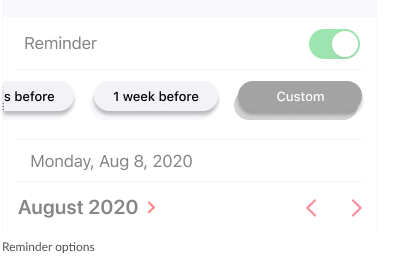 Reminder
s before
1 week before
Custom
Monday, Aug 8, 2020
August 2020
Reminder options